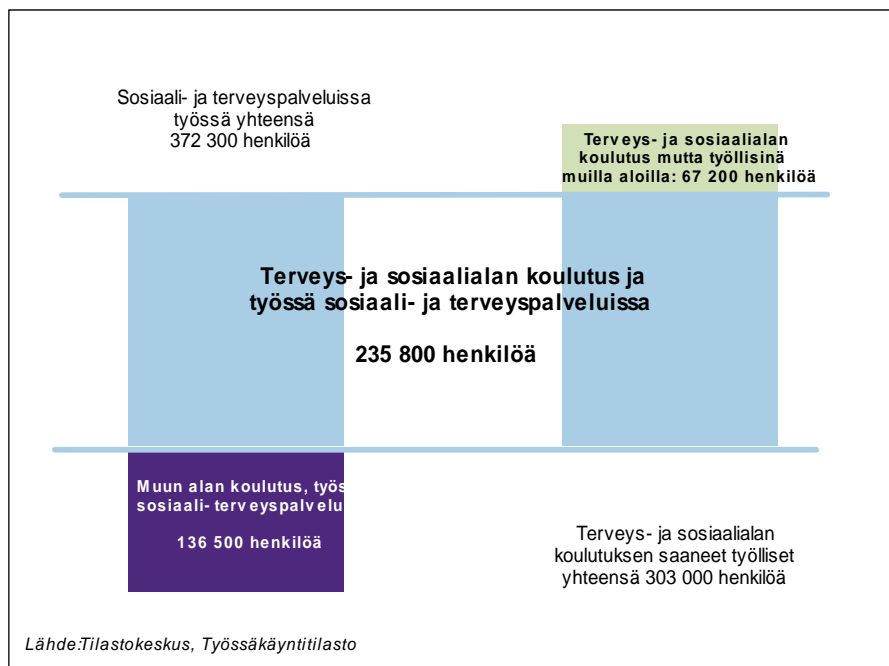 Sosiaali- ja terveyspalveluissa
työssä yhteensä
372 300 henkilöä
Terveys- ja sosiaalialan
koulutus mutta työllisinä
muilla aloilla: 67 200 henkilöä
Terveys- ja sosiaalialan koulutus ja
työssä sosiaali- ja terveyspalveluissa
235 800 henkilöä
Muun alan koulutus, työs
sosiaali- terveyspalvelu
136 500 henkilöä
Terveys- ja sosiaalialan
koulutuksen saaneet työlliset
yhteensä 303 000 henkilöä
Lähde:Tilastokeskus, Työssäkäyntitilasto